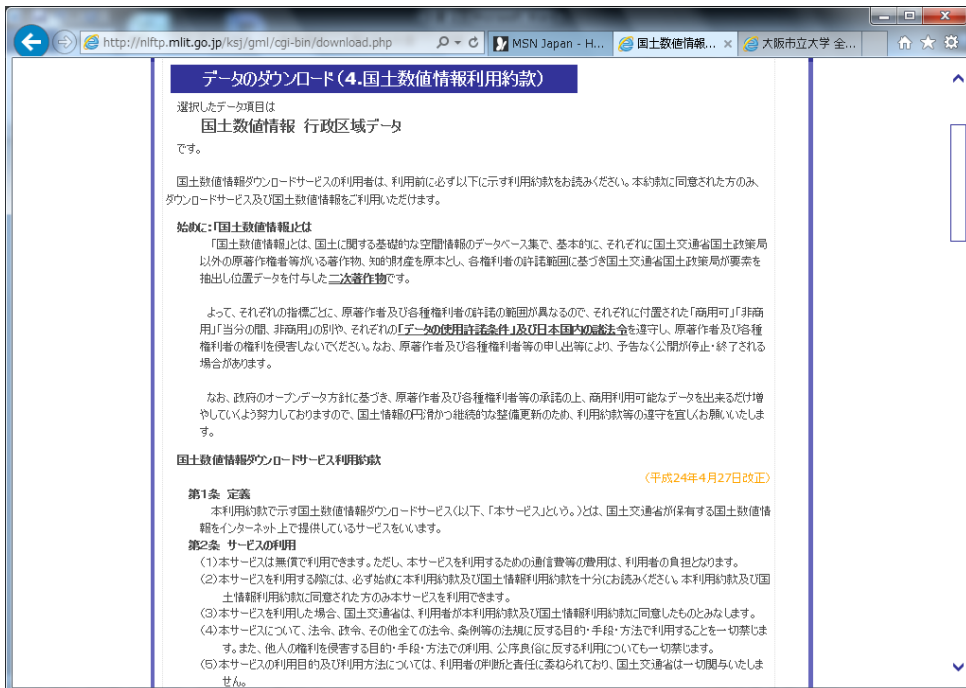 http://nlftp.mlit.go.jp/ksj/gml/cgi-bin/download.php
MSN Japan - H...
国土数値情報...
大阪市立大学 全...
データのダウンロード(4.国土数値情報利用約款)
選択したデータ項目は
国土数値情報 行政区域データ
です。
国土数値情報ダウンロードサービスの利用者は、利用前に必ず以下に示す利用約款をお読みください。本約款に同意された方のみ、
ダウンロードサービス及び国土数値情報をご利用いただけます。
始めに:「国土数値情報」とは
「国土数値情報」とは、国土に関する基礎的な空間情報のデータベース集で、基本的に、それぞれに国土交通省国土政策局
以外の原著作権者等がいる著作物、知的財産を原本とし、各権利者の許諾範囲に基づき国土交通省国土政策局が要素を
抽出し位置データを付与した二次著作物です。
よって、それぞれの指標ごとに、原著作者及び各種権利者の許諾の範囲が異なるので、それぞれに付置された「商用可」「非商
用」「当分の間、非商用」の別や、それぞれの「データの使用許諾条件」及び日本国内の諸法令を遵守し、原著作者及び各種
権利者の権利を侵害しないでください。なお、原著作者及び各種権利者等の申し出等により、予告なく公開が停止・終了される
場合があります。
なお、政府のオープンデータ方針に基づき、原著作者及び各種権利者等の承諾の上、商用利用可能なデータを出来るだけ増
やしていくよう努力しておりますので、国土情報の円滑かつ継続的な整備更新のため、利用約款等の遵守を宜しくお願いいたしま
す。
国土数値情報ダウンロードサービス利用約款
(平成24年4月27日改正)
第1条 定義
本利用約款で示す国土数値情報ダウンロードサービス(以下、「本サービス」という。)とは、国土交通省が保有する国土数値情
報をインターネット上で提供しているサービスをいいます。
第2条 サービスの利用
(1)本サービスは無償で利用できます。ただし、本サービスを利用するための通信費等の費用は、利用者の負担となります。
(2)本サービスを利用する際には、必ず始めに本利用約款及び国土情報利用約款を十分にお読みください。本利用約款及び国
土情報利用約款に同意された方のみ本サービスを利用できます。
(3)本サービスを利用した場合、国土交通省は、利用者が本利用約款及び国土情報利用約款に同意したものとみなします。
(4)本サービスについて、法令、政令、その他全ての法令、条例等の法規に反する目的・手段・方法で利用することを一切禁じま
す。また、他人の権利を侵害する目的・手段・方法での利用、公序良俗に反する利用についても一切禁じます。
(5)本サービスの利用目的及び利用方法については、利用者の判断と責任に委ねられており、国土交通省は一切関与いたしま
せん。